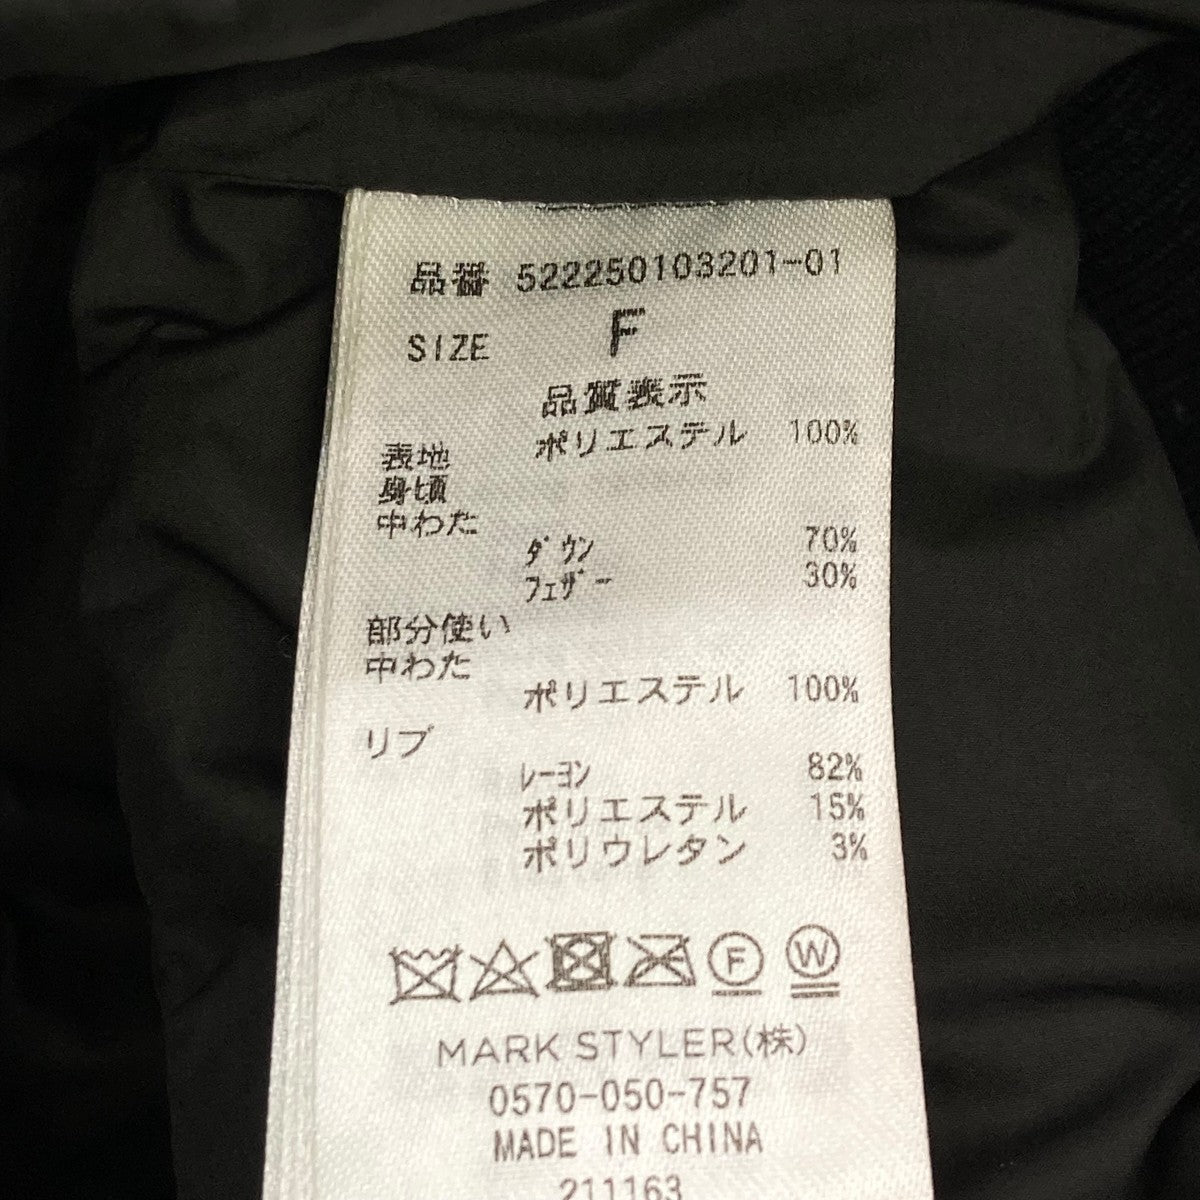 品番 522250103201-01
SIZE F
品質表示
表地 ポリエステル 100%
身頃
中わた
ダウン 70%
フェザー 30%
部分使い
中わた
ポリエステル 100%
リブ
レーヨン 82%
ポリエステル 15%
ポリウレタン 3%
F W
MARK STYLER(株)
0570-050-757
MADE IN CHINA
211163